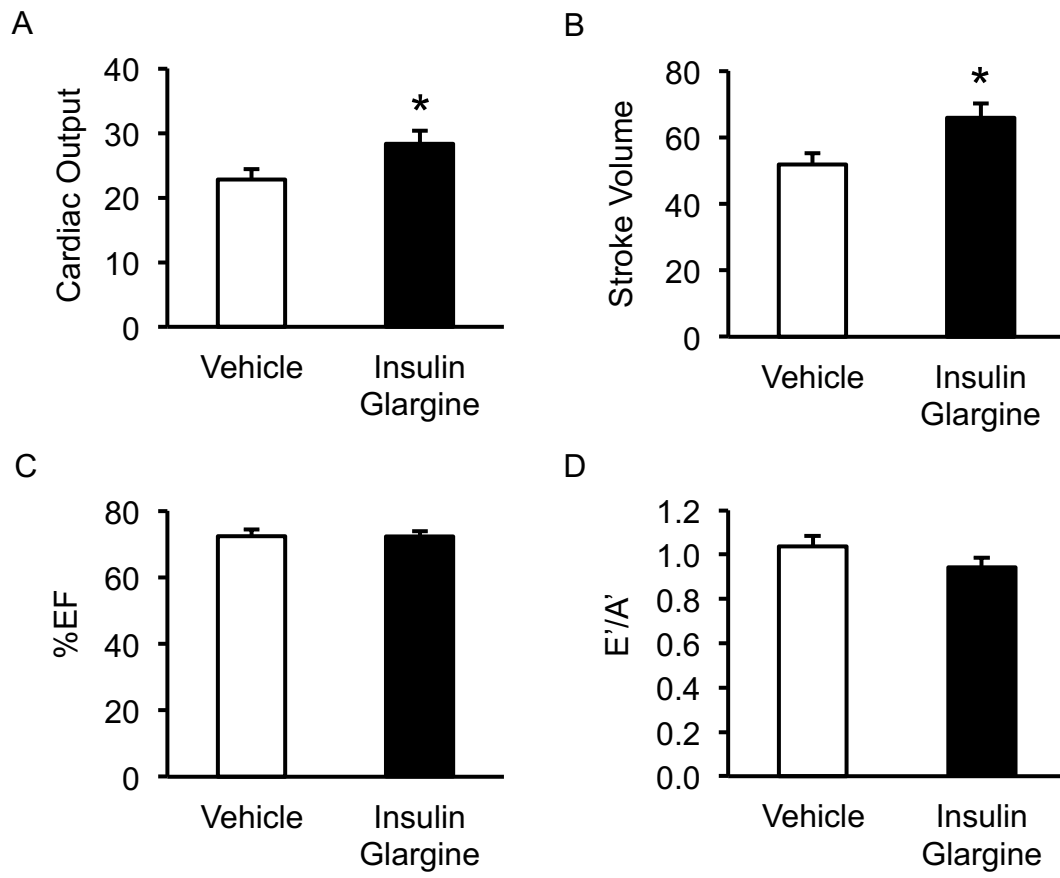 A
Cardiac Output
40
30
20
10
0
*
Vehicle
Insulin
Glargine
B
Stroke Volume
80
60
40
20
0
*
Vehicle
Insulin
Glargine
C
%EF
80
60
40
20
0
Vehicle
Insulin
Glargine
D
E’/A’
1.2
1.0
0.8
0.6
0.4
0.2
0.0
Vehicle
Insulin
Glargine